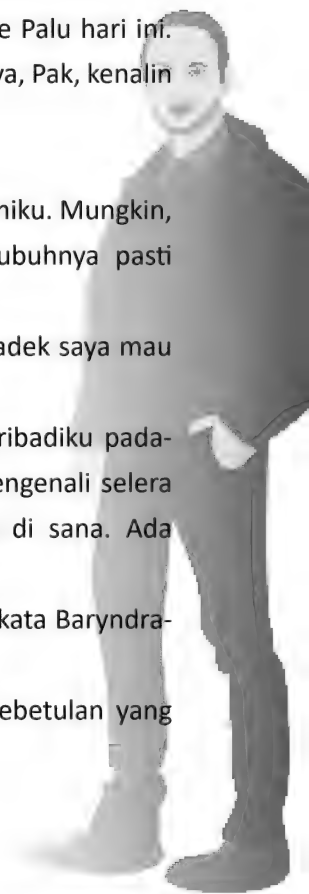 e Palu hari ini.
ya, Pak, kenalin
niku. Mungkin,
ubuhnya pasti
adek saya mau
ribadiku pada-
engenali selera
di sana. Ada
kata Baryndra-
ebetulan yang